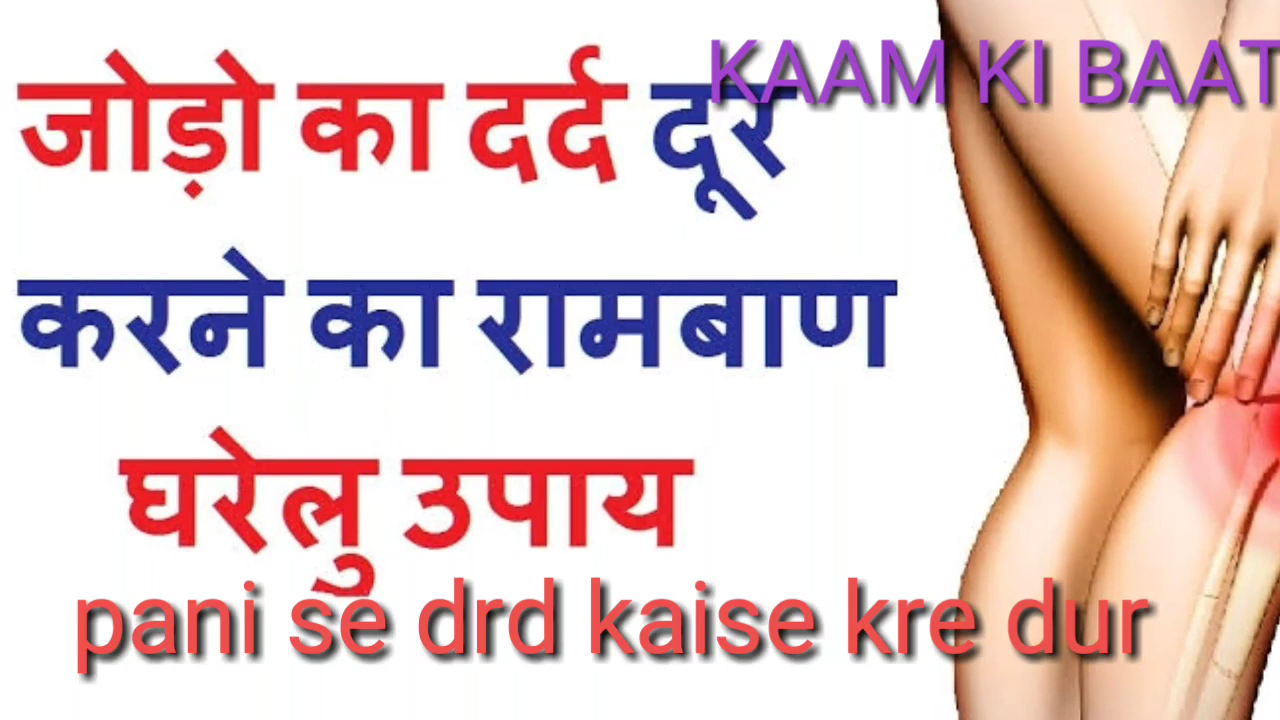 KAAM KI BAAT
जोड़ो का दर्द दूर
करने का रामबाण
घरेलु उपाय
pani se drd kaise kre dur